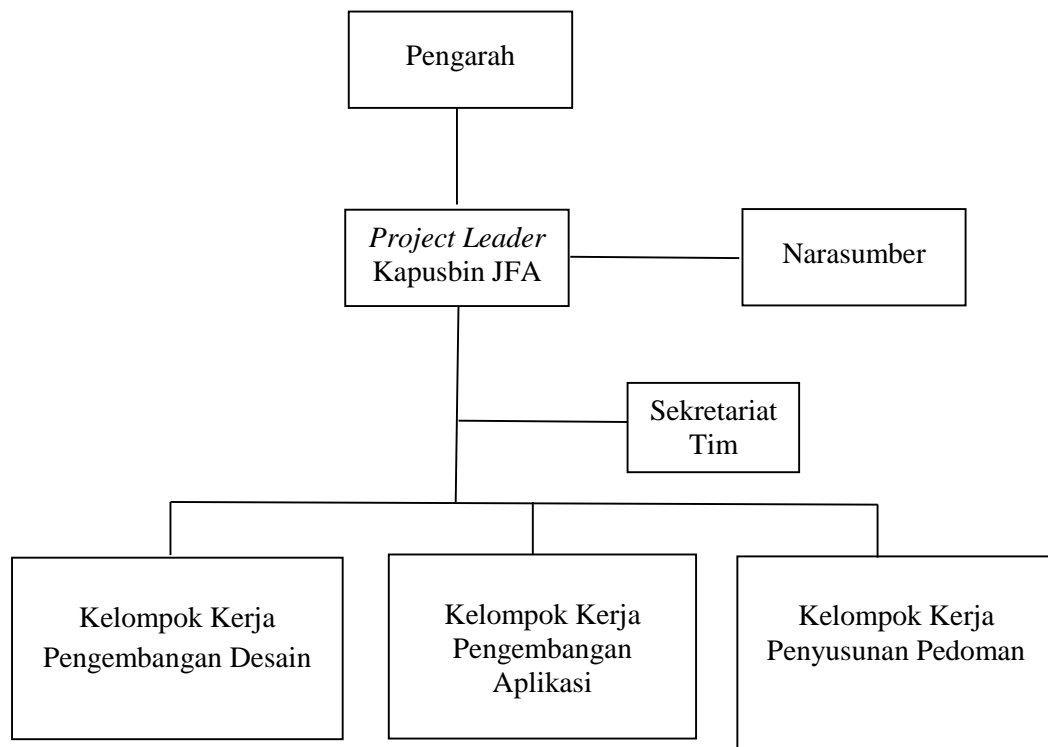 Pengarah
Project Leader
Kapusbin JFA
Narasumber
Sekretariat
Tim
Kelompok Kerja
Pengembangan Desain
Kelompok Kerja
Pengembangan
Aplikasi
Kelompok Kerja
Penyusunan Pedoman